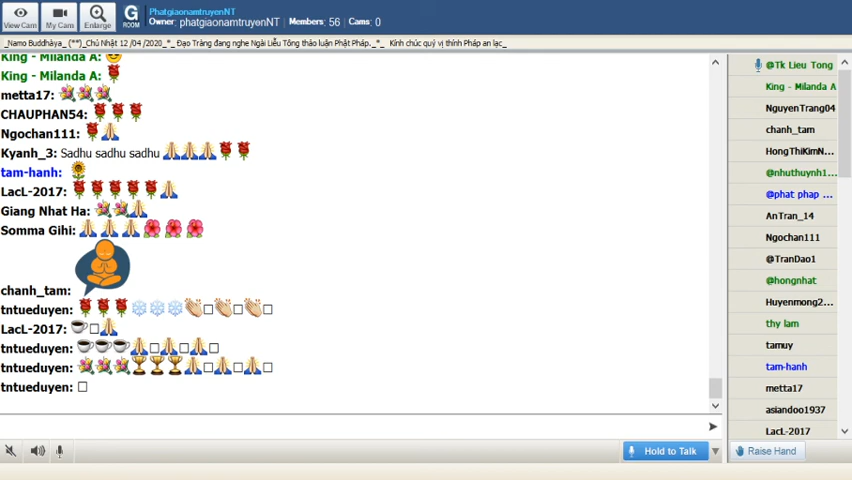 View Cam
My Cam
Enlarge
G
ROOM
PhatgiaonamtruyenNT
Owner: phatgiaonamtruyenNT Members: 56 Cams: 0
_Namo Buddhàya_ (**)_Chủ Nhật 12 /04 /2020_*_ Đạo Tràng đang nghe Ngài Liễu Tông thảo luận Phật Pháp._*_ Kính chúc quý vị thính Pháp an lạc_
King - Milanda A:
King - Milanda A:
metta17:
CHAUPHAN54:
Ngochan111:
Kyanh_3: Sadhu sadhu sadhu
tam-hanh:
LacL-2017:
Giang Nhat Ha:
Somma Gihi:
chanh_tam:
tntueduyen:
LacL-2017:
tntueduyen:
tntueduyen:
tntueduyen:
Hold to Talk
@Tk Lieu Tong
King - Milanda A
NguyenTrang04
chanh_tam
HongThiKimN...
@nhuthuynh1...
@phat phap ...
AnTran_14
Ngochan111
@TranDao1
@hongnhat
Huyenmong2...
thy lam
tamuy
tam-hanh
metta17
asiandoo1937
LacL-2017
Raise Hand